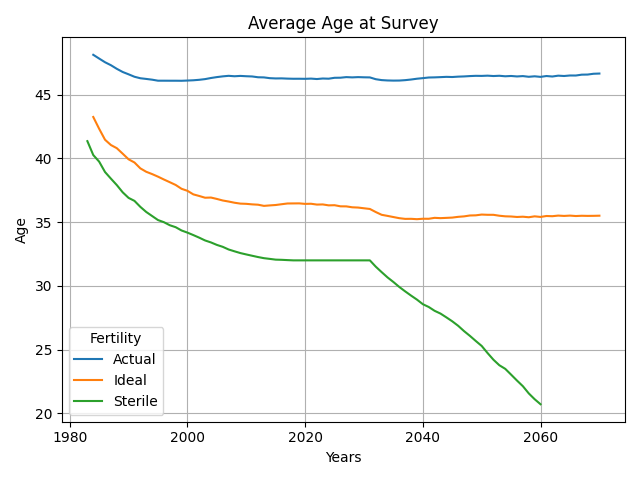 Average Age at Survey
Age
45
40
35
30
25
20
Fertility
Actual
Ideal
Sterile
1980 2000 2020 2040 2060
Years